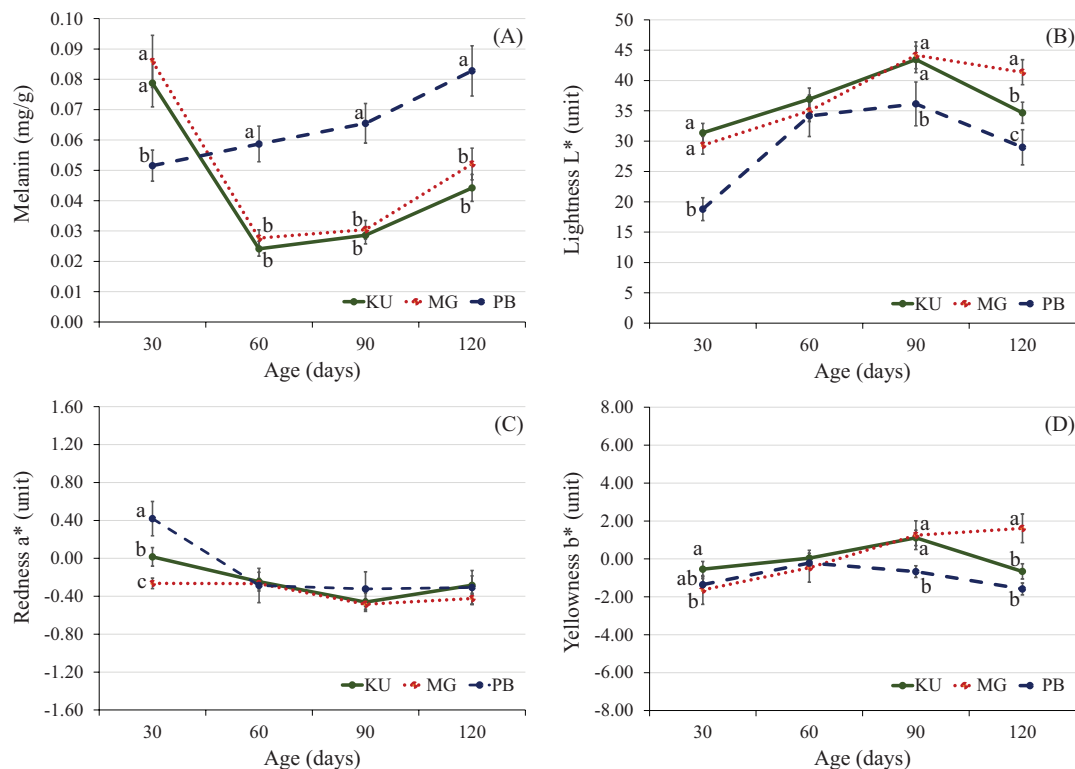 (A)
Melanin (mg/g)
0.10
0.09
0.08
0.07
0.06
0.05
0.04
0.03
0.02
0.01
0.00
a
a
b
a
b
b
a
b
b
a
b
b
KU MG PB
30 60 90 120
Age (days)
(B)
Lightness L* (unit)
50
45
40
35
30
25
20
15
10
5
0
a
a
b
a
a
b
a
b
c
KU MG PB
30 60 90 120
Age (days)
(C)
Redness a* (unit)
1.60
1.20
0.80
0.40
0.00
-0.40
-0.80
-1.20
-1.60
a
b
c
KU MG PB
30 60 90 120
Age (days)
(D)
Yellowness b* (unit)
8.00
6.00
4.00
2.00
0.00
-2.00
-4.00
-6.00
-8.00
a
ab
b
a
a
b
a
b
b
KU MG PB
30 60 90 120
Age (days)